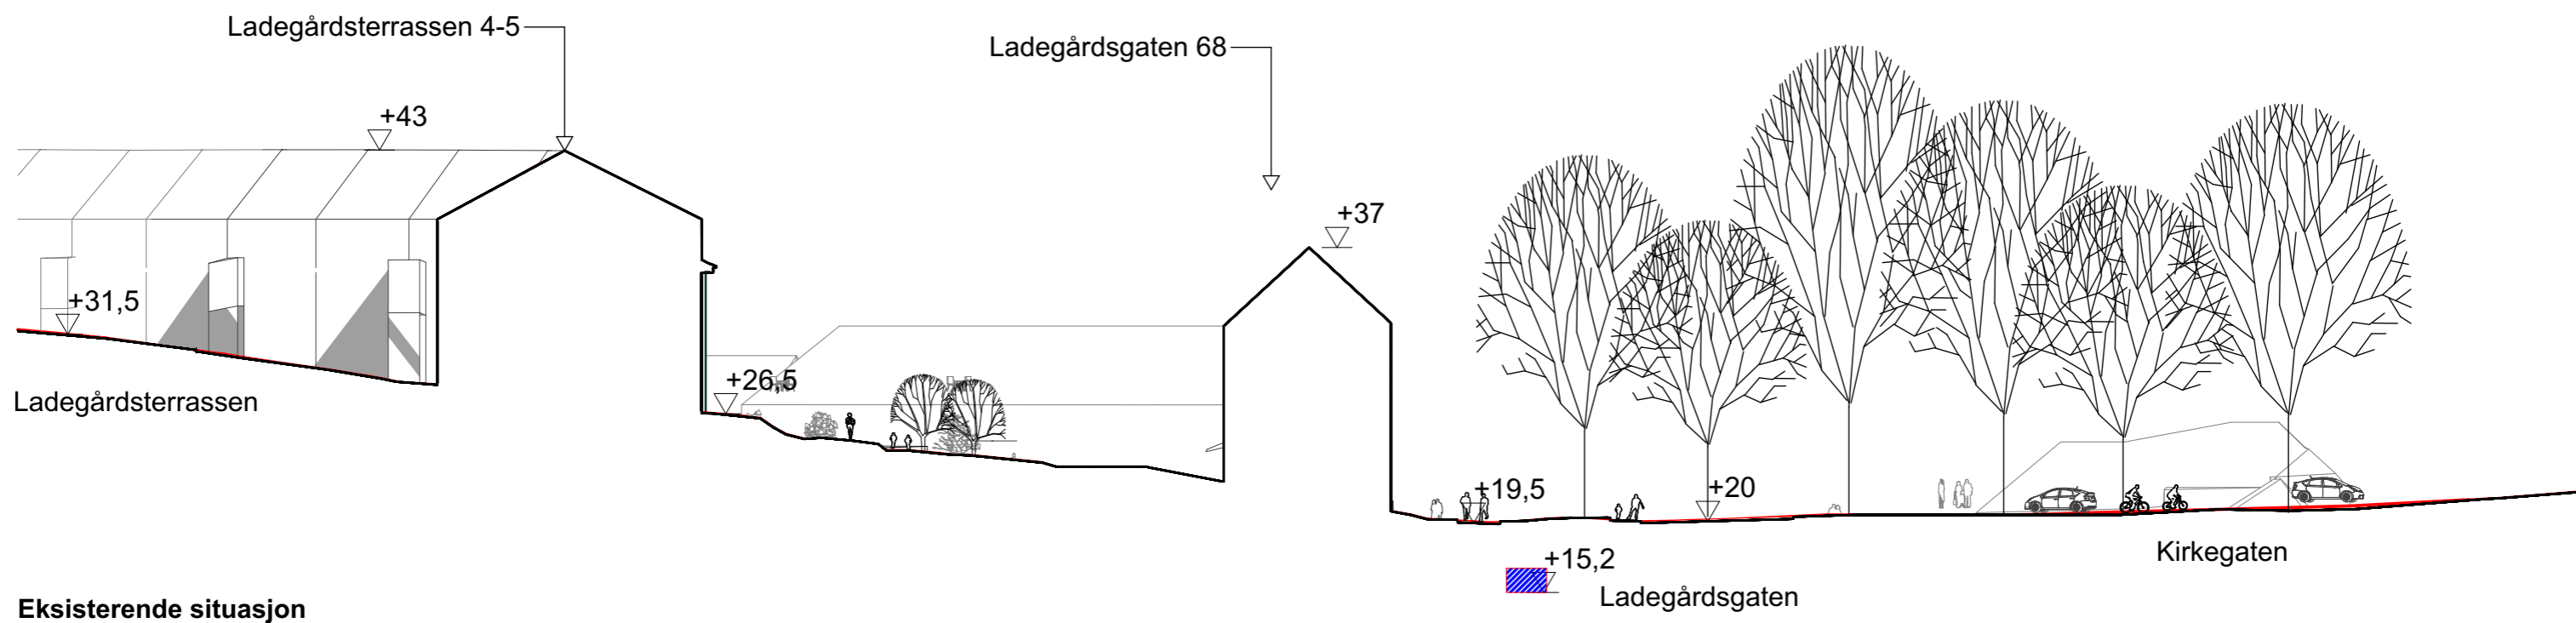 Ladegårdsterrassen 4-5
Ladegårdsgaten 68
+43
+37
+31,5
+26,5
Ladegårdsterrassen
+19,5
+20
Kirkegaten
+15,2
Ladegårdsgaten
Eksisterende situasjon